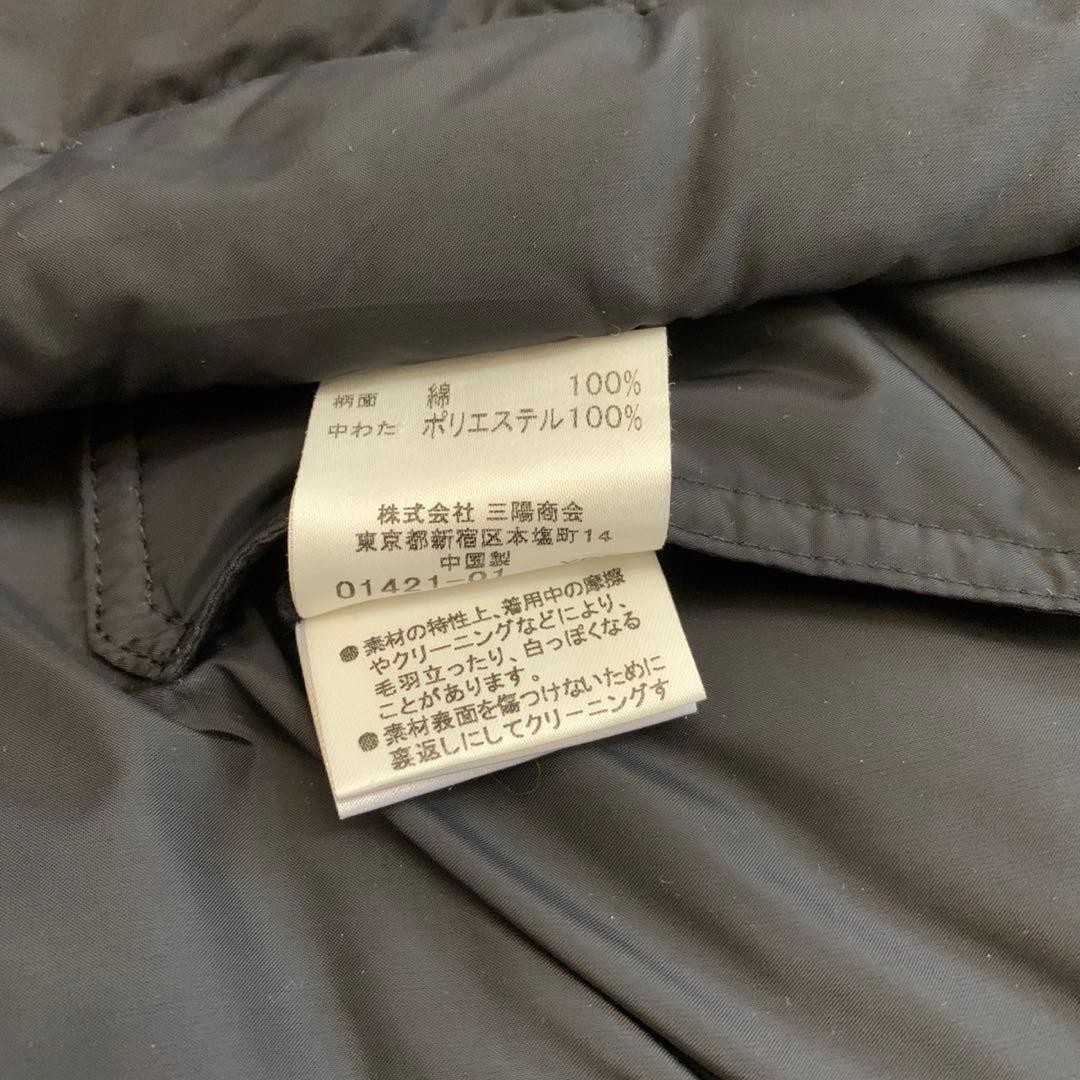 柄面 綿 100%
中わた ポリエステル100%
株式会社 三陽商会
東京都新宿区本塩町14
中国製
01421-01
●素材の特性上、着用中の摩擦
やクリーニングなどにより、
毛羽立ったり、白っぽくなる
ことがあります。
●素材表面を傷つけないために
裏返しにしてクリーニングす